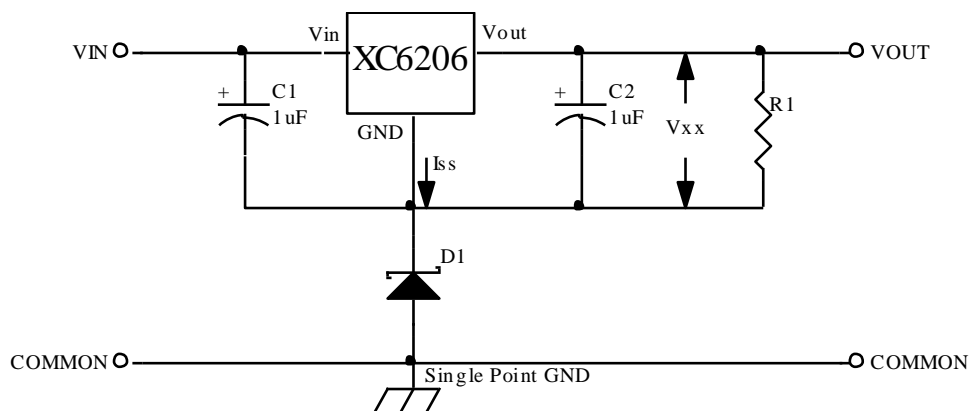 VIN
Vin
XC6206
Vout
VOUT
+
C1
1uF
GND
+
C2
1uF
Vxx
R1
Iss
D1
COMMON
Single Point GND
COMMON